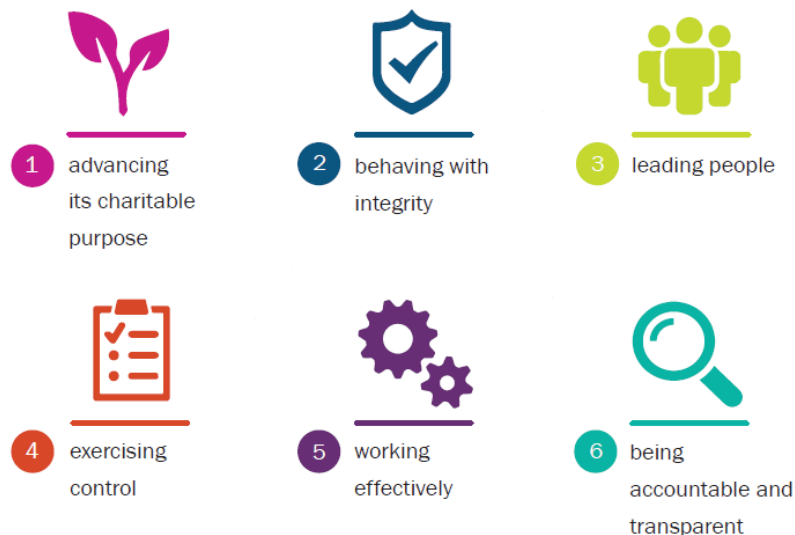 1
advancing
its charitable
purpose
2
behaving with
integrity
3
leading people
4
exercising
control
5
working
effectively
6
being
accountable and
transparent